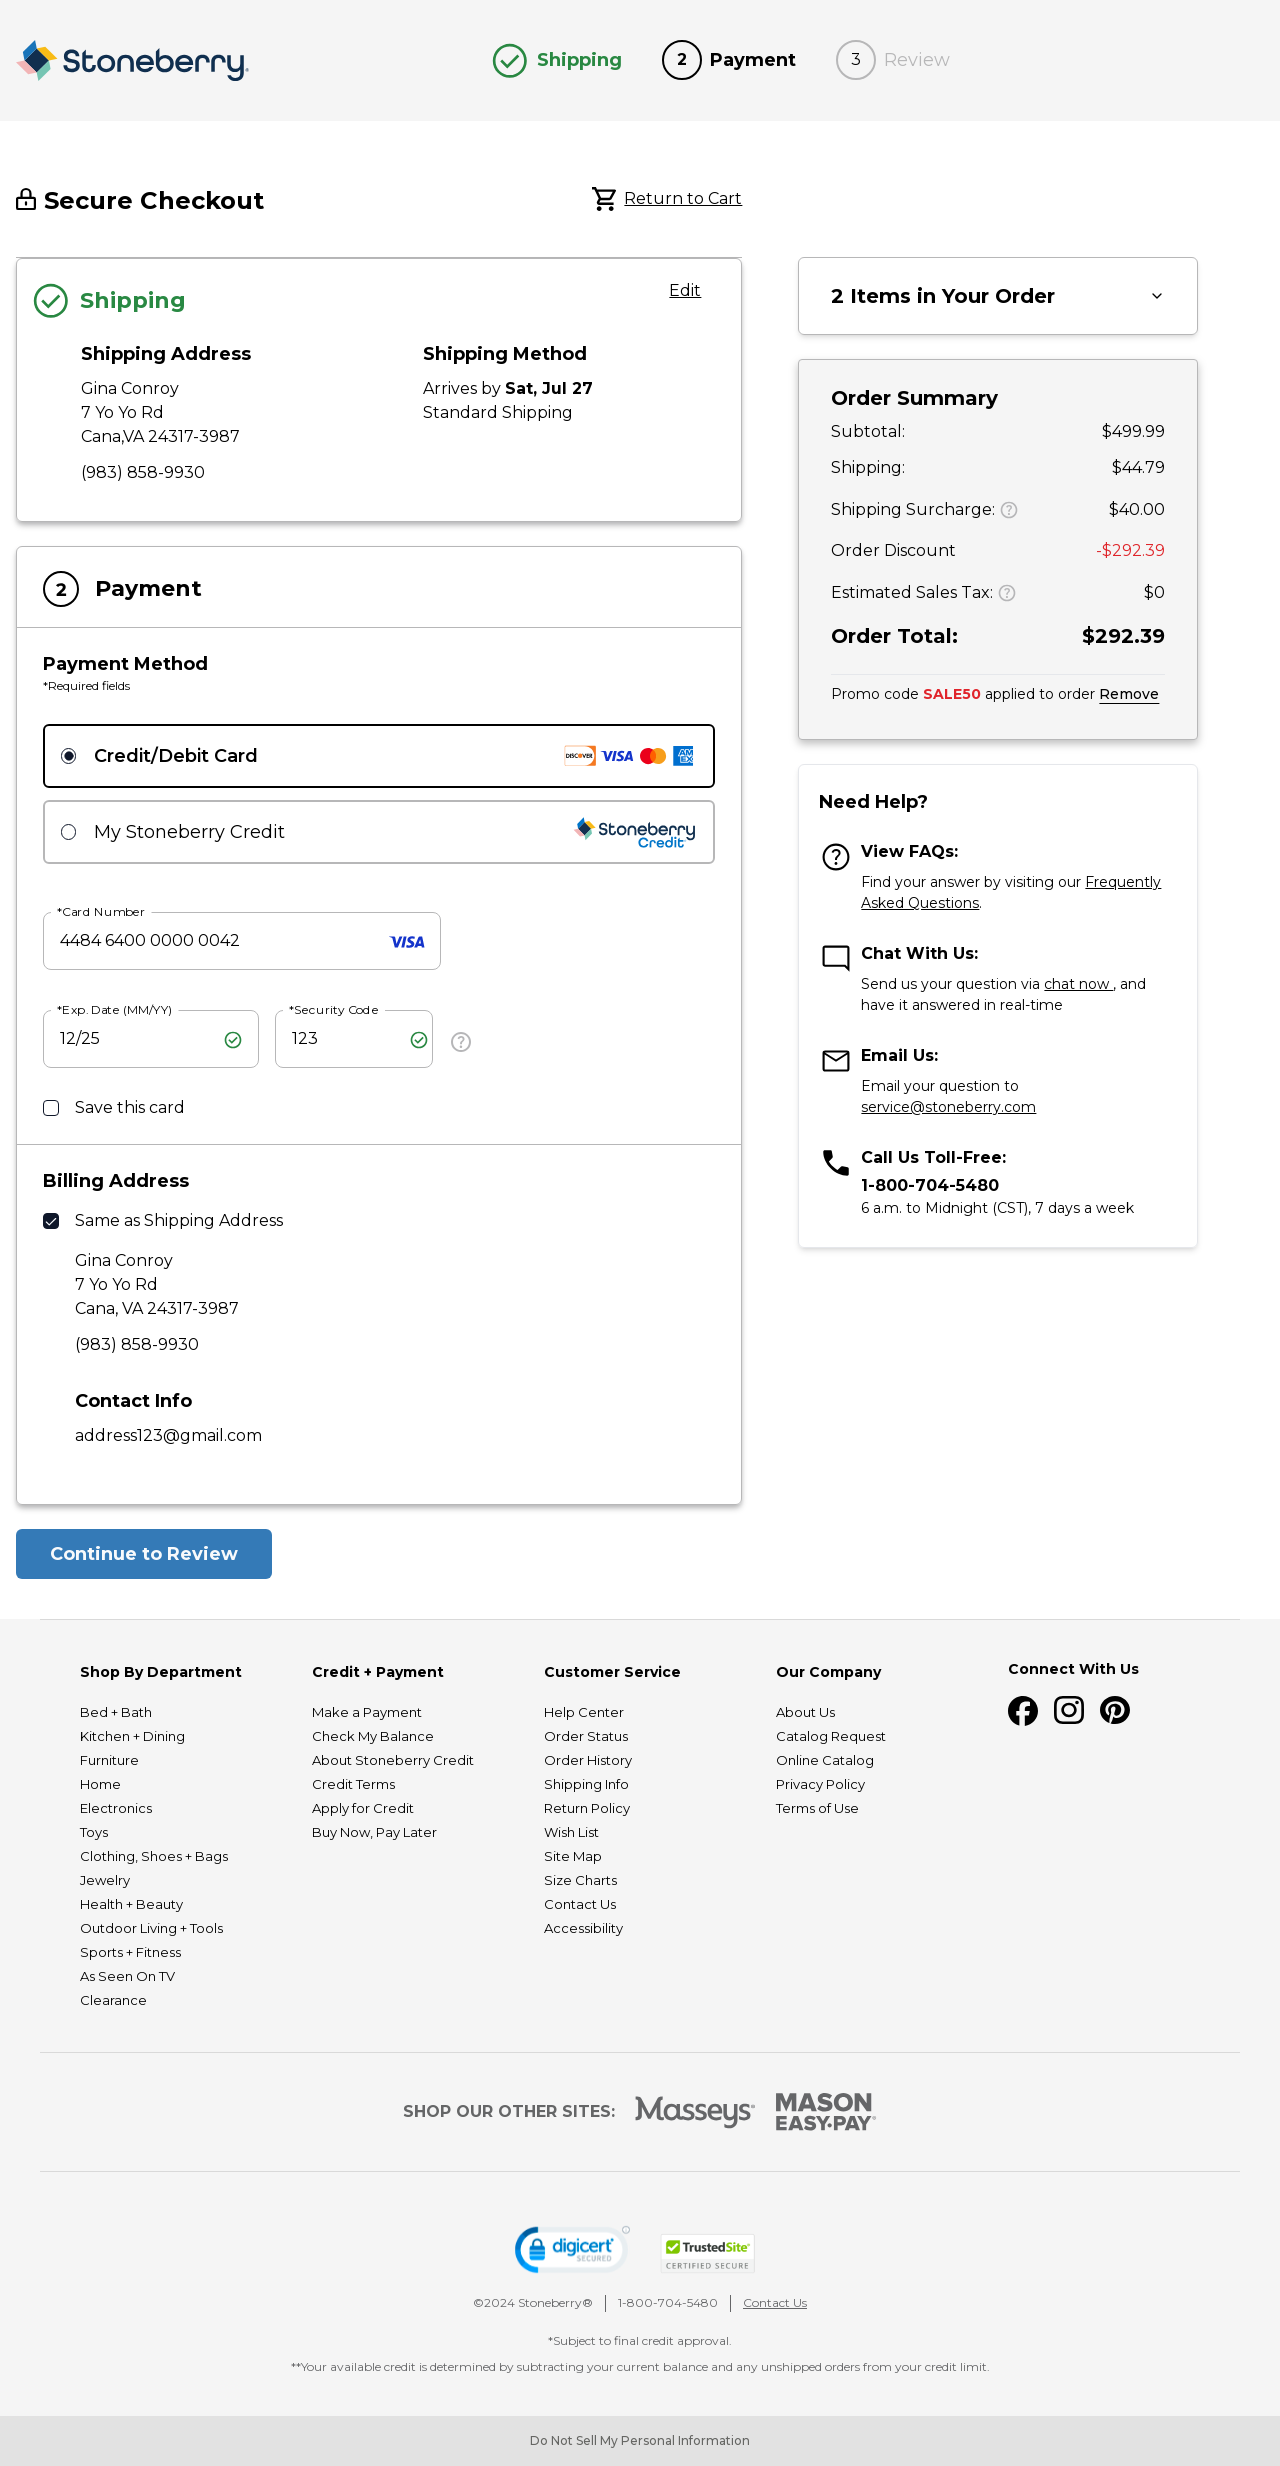 Stoneberry.
Shipping
2 Payment
3 Review
Secure Checkout
Return to Cart
Shipping
Edit
Shipping Address
Gina Conroy
7 Yo Yo Rd
Cana,VA 24317-3987
(983) 858-9930
Shipping Method
Arrives by Sat, Jul 27
Standard Shipping
2 Payment
Payment Method
*Required fields
Credit/Debit Card
DISCOVER VISA AMEX
My Stoneberry Credit
Stoneberry
Credit
*Card Number
4484 6400 0000 0042
VISA
*Exp. Date (MM/YY)
12/25
*Security Code
123
?
Save this card
Billing Address
Same as Shipping Address
Gina Conroy
7 Yo Yo Rd
Cana, VA 24317-3987
(983) 858-9930
Contact Info
address123@gmail.com
Continue to Review
2 Items in Your Order
Order Summary
Subtotal: $499.99
Shipping: $44.79
Shipping Surcharge: ? $40.00
Order Discount -$292.39
Estimated Sales Tax: ? $0
Order Total: $292.39
Promo code SALE50 applied to order Remove
Need Help?
? View FAQs:
Find your answer by visiting our Frequently
Asked Questions.
Chat With Us:
Send us your question via chat now , and
have it answered in real-time
Email Us:
Email your question to
service@stoneberry.com
Call Us Toll-Free:
1-800-704-5480
6 a.m. to Midnight (CST), 7 days a week
Shop By Department
Bed + Bath
Kitchen + Dining
Furniture
Home
Electronics
Toys
Clothing, Shoes + Bags
Jewelry
Health + Beauty
Outdoor Living + Tools
Sports + Fitness
As Seen On TV
Clearance
Credit + Payment
Make a Payment
Check My Balance
About Stoneberry Credit
Credit Terms
Apply for Credit
Buy Now, Pay Later
Customer Service
Help Center
Order Status
Order History
Shipping Info
Return Policy
Wish List
Site Map
Size Charts
Contact Us
Accessibility
Our Company
About Us
Catalog Request
Online Catalog
Privacy Policy
Terms of Use
Connect With Us
SHOP OUR OTHER SITES:
Masseys
MASON
EASY•PAY
digicert
SECURED
TrustedSite
CERTIFIED SECURE
©2024 Stoneberry® | 1-800-704-5480 | Contact Us
*Subject to final credit approval.
**Your available credit is determined by subtracting your current balance and any unshipped orders from your credit limit.
Do Not Sell My Personal Information